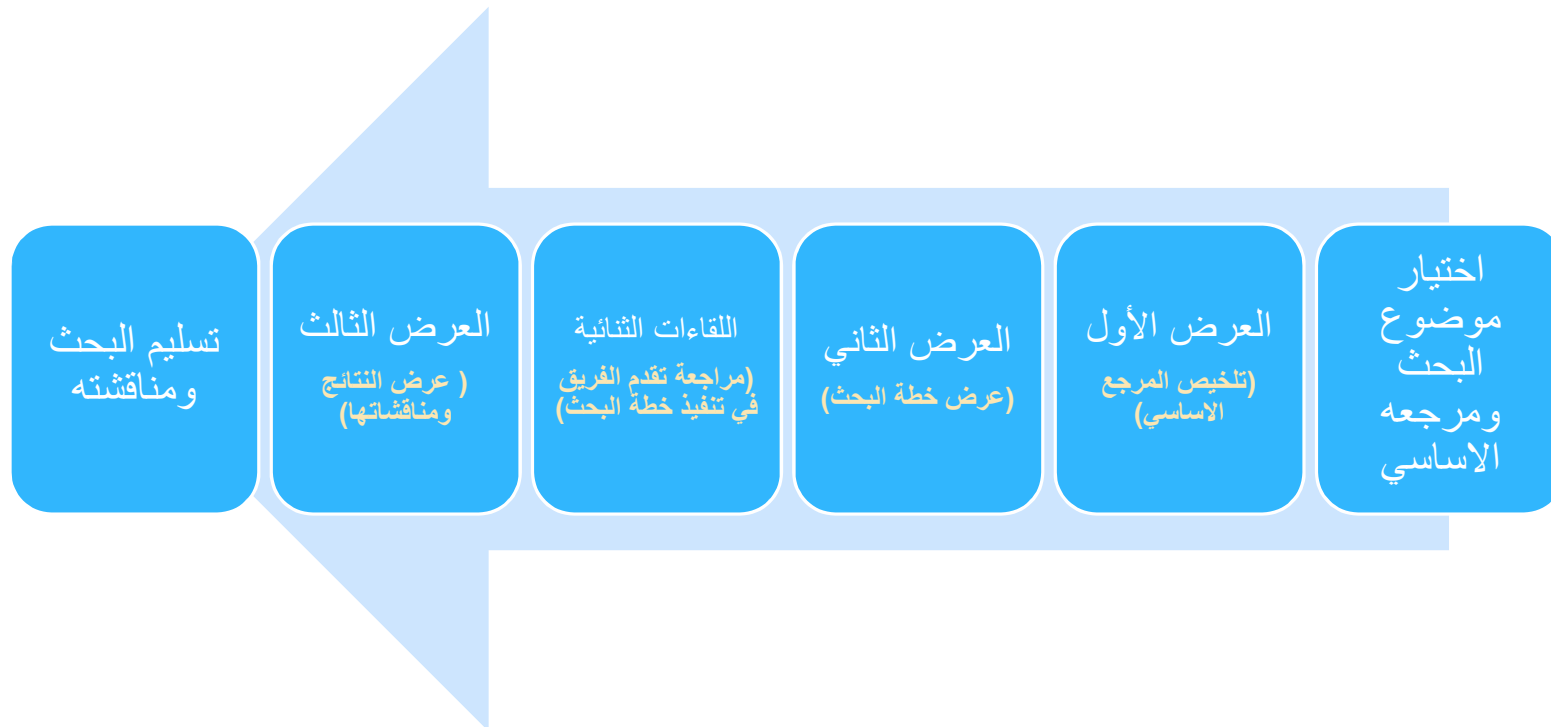 اختيار
موضوع
البحث
ومرجعه
الاساسي
العرض الأول
(تلخيص المرجع
الاساسي)
العرض الثاني
(عرض خطة البحث)
اللقاءات الثنائية
(مراجعة تقدم الفريق
في تنفيذ خطة البحث)
العرض الثالث
( عرض النتائج
ومناقشاتها)
تسليم البحث
ومناقشته